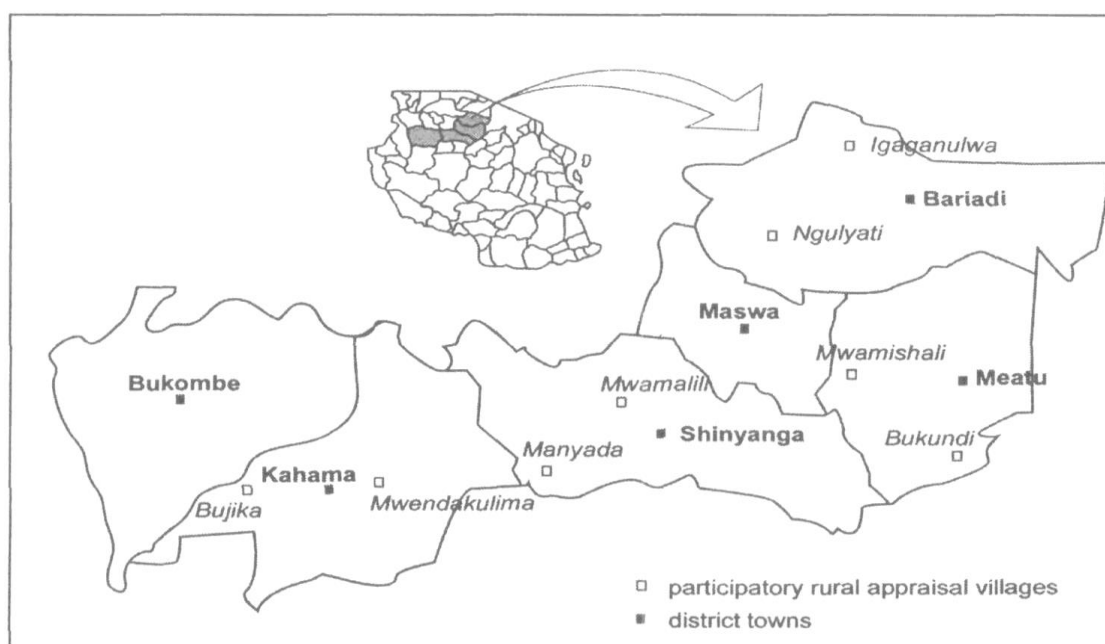 Igaganulwa
Bariadi
Ngulyati
Maswa
Mwamishali
Bukombe
Mwamalili
Meatu
Shinyanga
Bukundi
Manyada
Kahama
Bujika
Mwendakulima
participatory rural appraisal villages
district towns